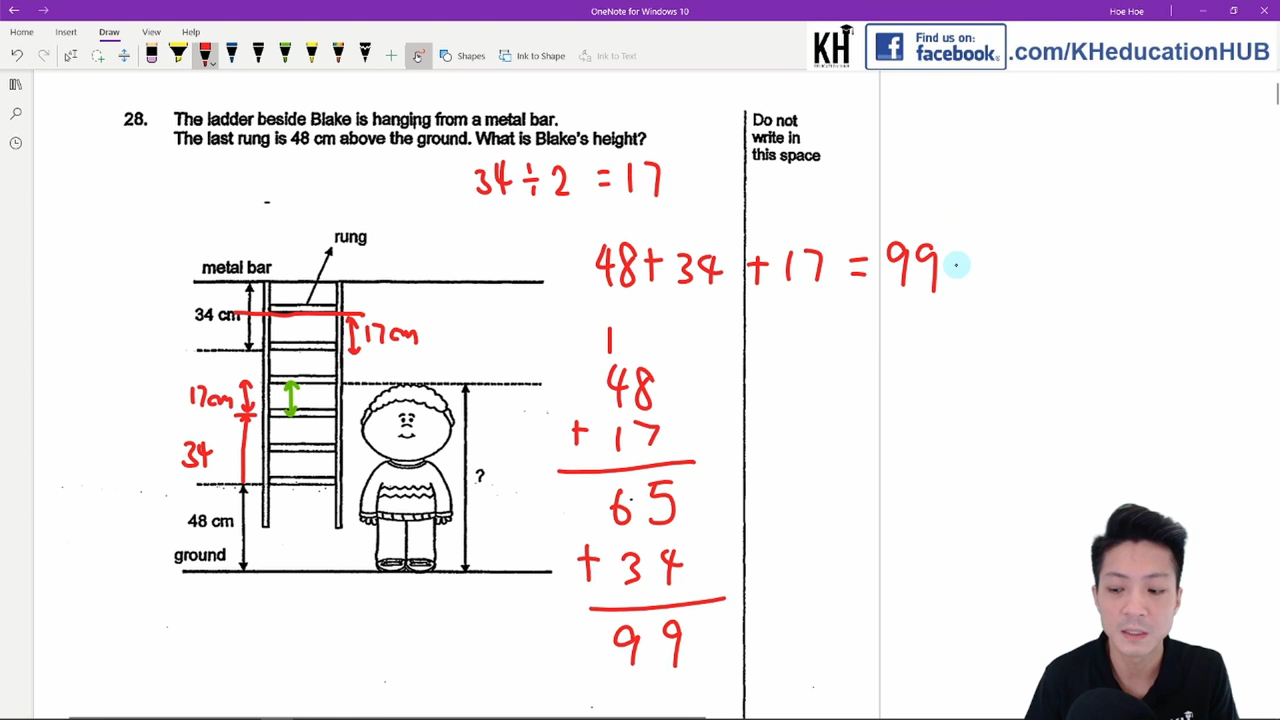 OneNote for Windows 10
Hoe Hoe
Home Insert Draw View Help
Shapes Ink to Shape Ink to Text
KH
Find us on:
facebook. .com/KHeducationHUB
28. The ladder beside Blake is hanging from a metal bar.
The last rung is 48 cm above the ground. What is Blake's height?
Do not
write in
this space
34 ÷ 2 = 17
48 + 34 + 17 = 99
rung
metal bar
34 cm
17 cm
17cm
34
48 cm
ground
?
1
48
+ 17
65
+ 34
99